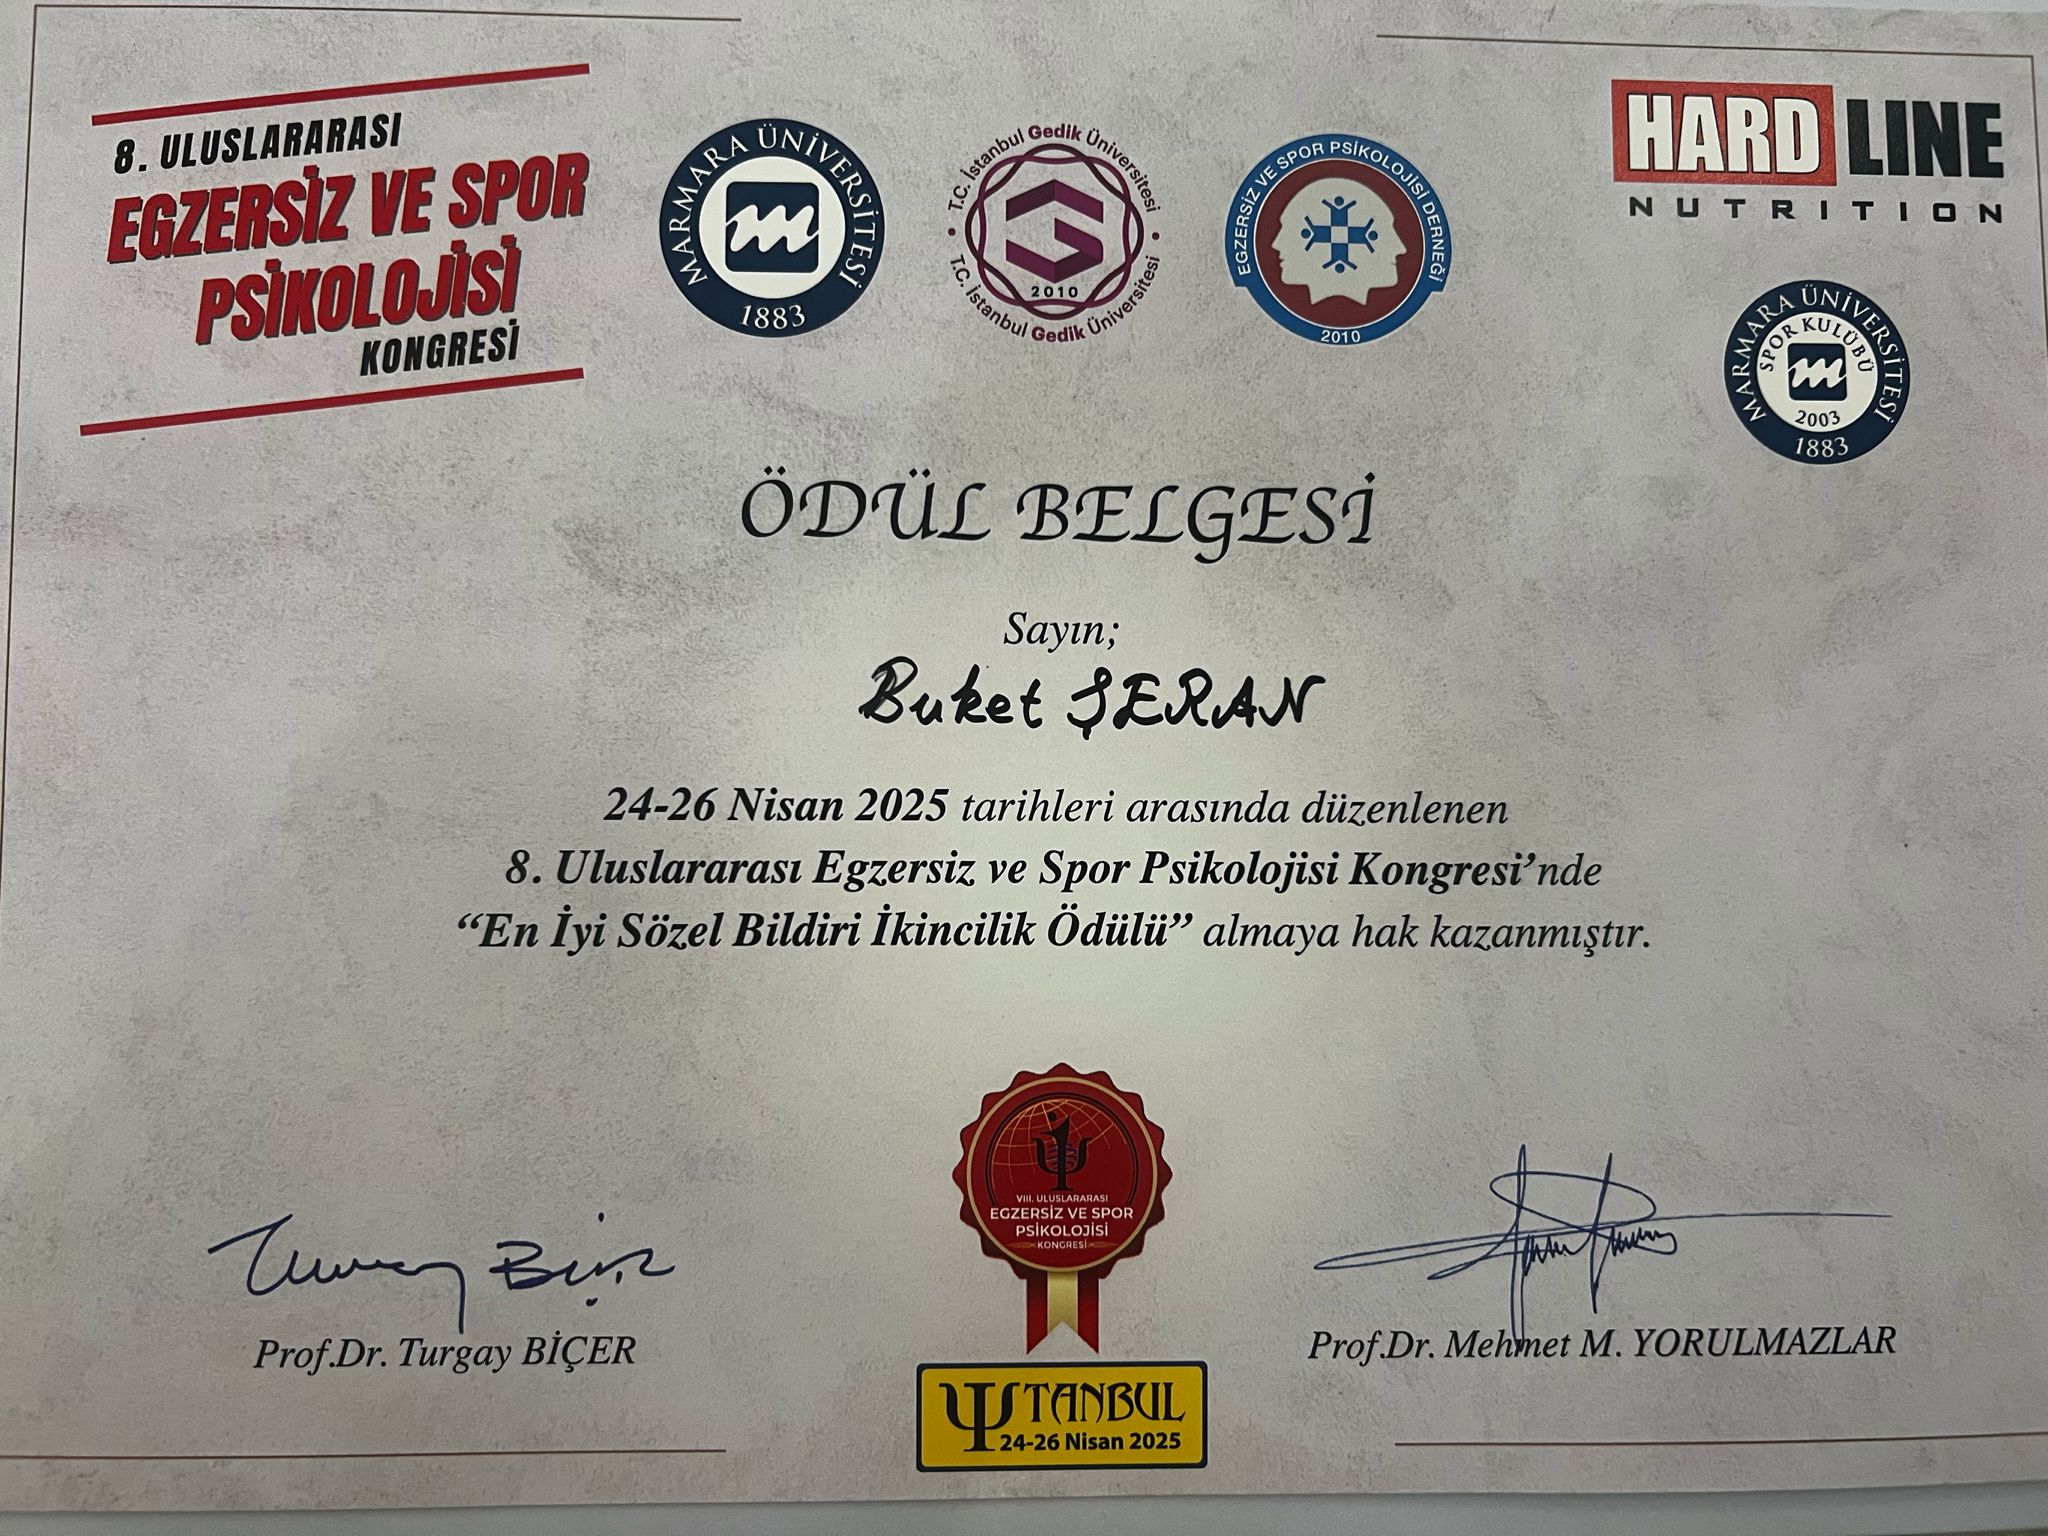 8. ULUSLARARASI
EGZERSİZ VE SPOR
PSİKOLOJİSİ
KONGRESİ
MARMARA ÜNİVERSİTESİ
1883
T.C. İstanbul Gedik Üniversitesi
2010
T.C. İstanbul Gedik Üniversitesi
EGZERSİZ VE SPOR PSİKOLOJİSİ DERNEĞİ
2010
HARD LINE
NUTRITION
MARMARA ÜNİVERSİTESİ
SPOR KULÜBÜ
2003
1883
ÖDÜL BELGESİ
Sayın;
Buket ŞERAN
24-26 Nisan 2025 tarihleri arasında düzenlenen
8. Uluslararası Egzersiz ve Spor Psikolojisi Kongresi’nde
“En İyi Sözel Bildiri İkincilik Ödülü” almaya hak kazanmıştır.
VIII. ULUSLARARASI
EGZERSİZ VE SPOR
PSİKOLOJİSİ
KONGRESİ
Turgay Biçer
Prof.Dr. Turgay BİÇER
Prof.Dr. Mehmet M. YORULMAZLAR
ΨTANBUL
24-26 Nisan 2025